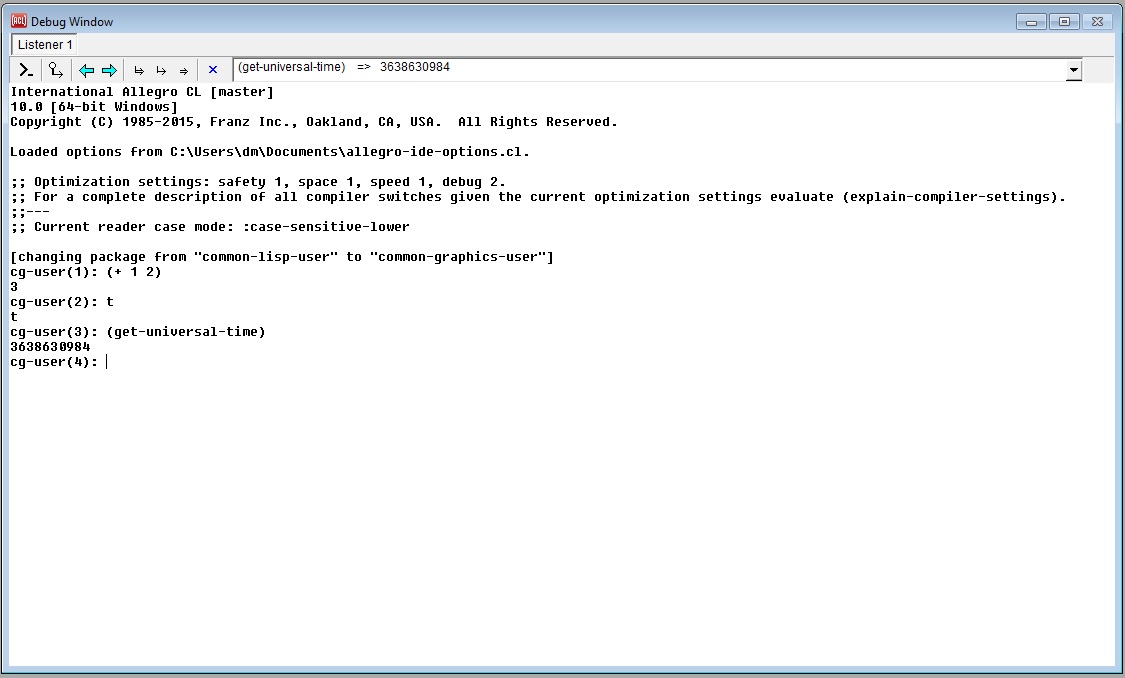 ACL Debug Window
Listener 1
(get-universal-time) => 3638630984
International Allegro CL [master]
10.0 [64-bit Windows]
Copyright (C) 1985-2015, Franz Inc., Oakland, CA, USA.  All Rights Reserved.
Loaded options from C:\Users\dm\Documents\allegro-ide-options.cl.
;; Optimization settings: safety 1, space 1, speed 1, debug 2.
;; For a complete description of all compiler switches given the current optimization settings evaluate (explain-compiler-settings).
;;---
;; Current reader case mode: :case-sensitive-lower
[changing package from "common-lisp-user" to "common-graphics-user"]
cg-user(1): (+ 1 2)
3
cg-user(2): t
t
cg-user(3): (get-universal-time)
3638630984
cg-user(4):